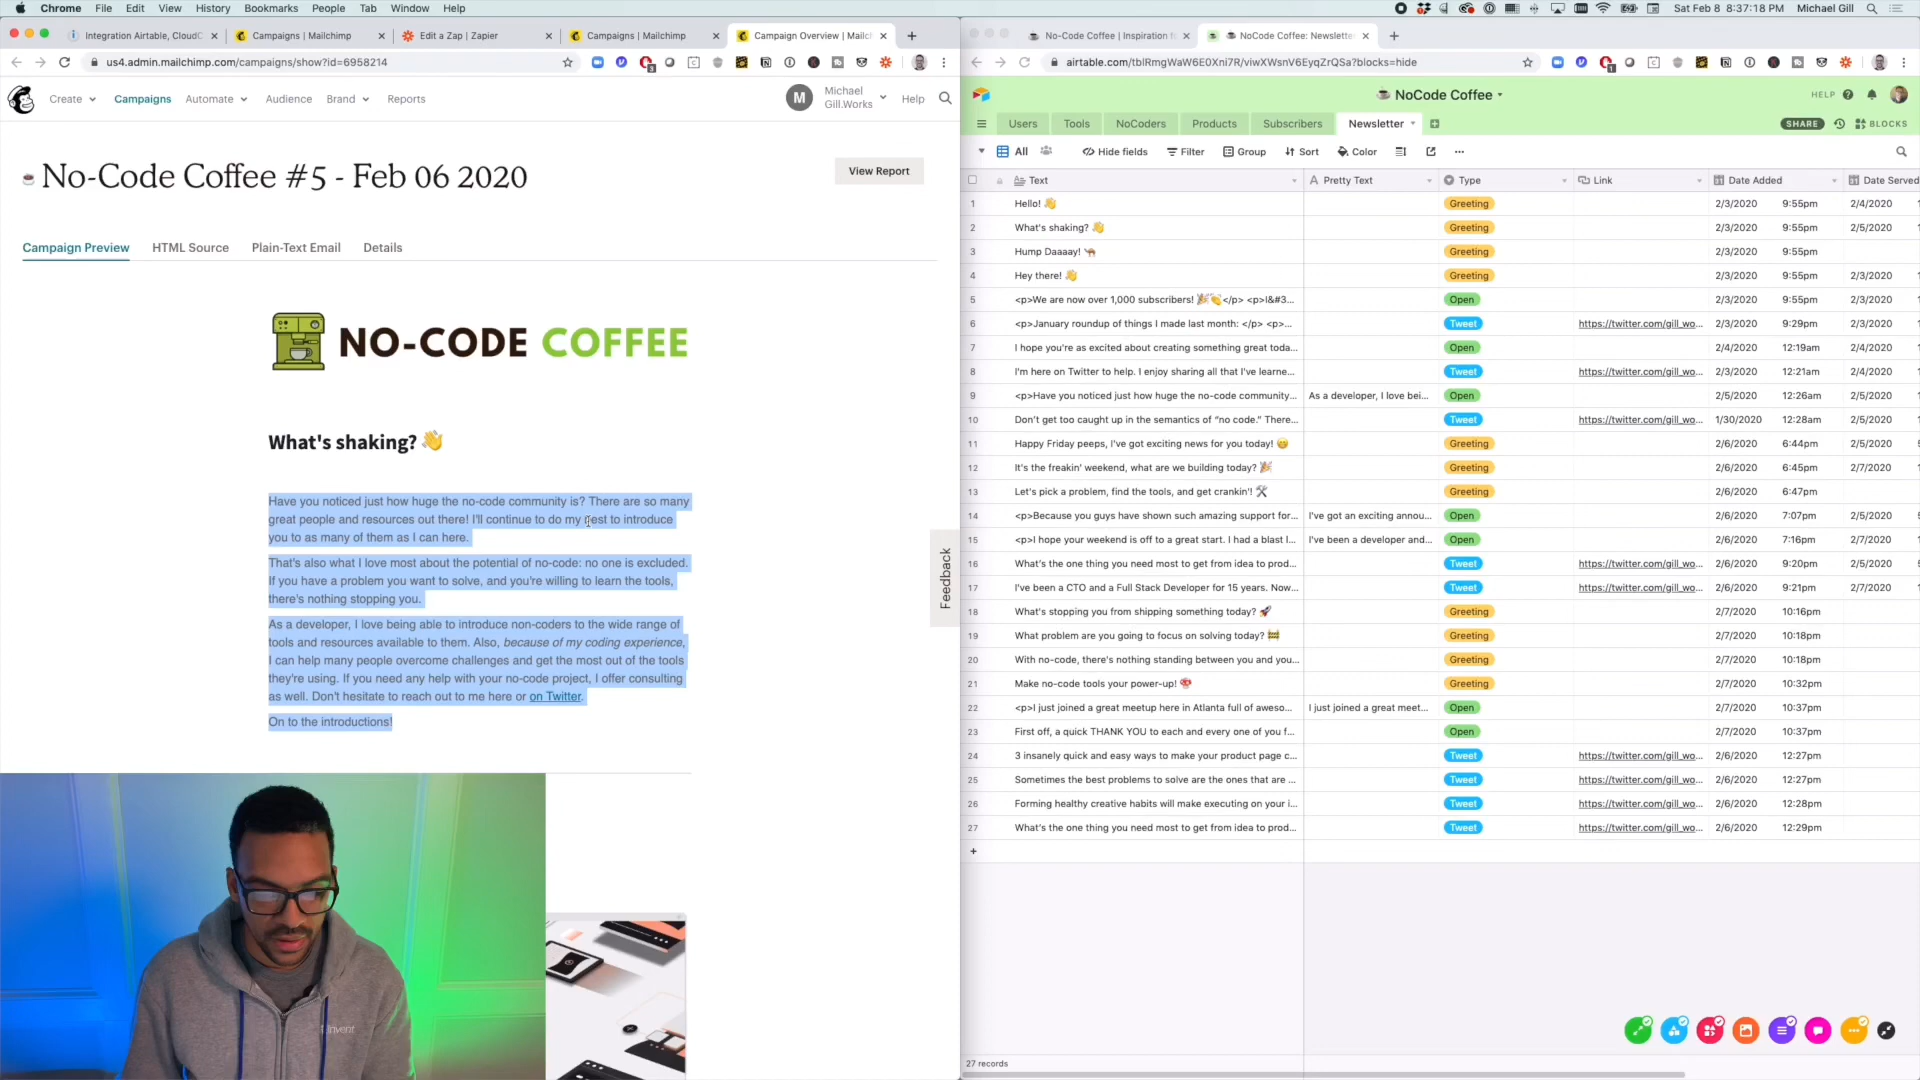 Chrome File Edit View History Bookmarks People Tab Window Help
Sat Feb 8 8:37:18 PM Michael Gill
Integration Airtable, CloudC
Campaigns | Mailchimp
Edit a Zap | Zapier
Campaigns | Mailchimp
Campaign Overview | Mailch
us4.admin.mailchimp.com/campaigns/show?id=6958214
Create Campaigns Automate Audience Brand Reports
M Michael
Gill.Works
Help
☕ No-Code Coffee #5 - Feb 06 2020
View Report
Campaign Preview HTML Source Plain-Text Email Details
NO-CODE COFFEE
What's shaking? 👋
Have you noticed just how huge the no-code community is? There are so many
great people and resources out there! I'll continue to do my best to introduce
you to as many of them as I can here.
That's also what I love most about the potential of no-code: no one is excluded.
If you have a problem you want to solve, and you're willing to learn the tools,
there's nothing stopping you.
As a developer, I love being able to introduce non-coders to the wide range of
tools and resources available to them. Also, because of my coding experience,
I can help many people overcome challenges and get the most out of the tools
they're using. If you need any help with your no-code project, I offer consulting
as well. Don't hesitate to reach out to me here or on Twitter.
On to the introductions!
Feedback
invent
No-Code Coffee | Inspiration fo
NoCode Coffee: Newsletter
airtable.com/tblRmgWaW6E0Xni7R/viwXWsnV6EyqZrQSa?blocks=hide
☕ NoCode Coffee
HELP
Users Tools NoCoders Products Subscribers Newsletter
SHARE BLOCKS
All Hide fields Filter Group Sort Color
Text Pretty Text Type Link Date Added Date Served
1 Hello! 👋 Greeting 2/3/2020 9:55pm 2/4/2020
2 What's shaking? 👋 Greeting 2/3/2020 9:55pm 2/5/2020
3 Hump Daaaay! 🐪 Greeting 2/3/2020 9:55pm
4 Hey there! 👋 Greeting 2/3/2020 9:55pm 2/3/2020
5 <p>We are now over 1,000 subscribers! 🎉👏</p> <p>I&#3... Open 2/3/2020 9:55pm 2/3/2020
6 <p>January roundup of things I made last month: </p> <p>... Tweet https://twitter.com/gill_wo... 2/3/2020 9:29pm 2/3/2020
7 I hope you're as excited about creating something great toda... Open 2/4/2020 12:19am 2/4/2020
8 I'm here on Twitter to help. I enjoy sharing all that I've learne... Tweet https://twitter.com/gill_wo... 2/3/2020 12:21am 2/4/2020
9 <p>Have you noticed just how huge the no-code community... As a developer, I love bei... Open 2/5/2020 12:26am 2/5/2020
10 Don't get too caught up in the semantics of "no code." There... Tweet https://twitter.com/gill_wo... 1/30/2020 12:28am 2/5/2020
11 Happy Friday peeps, I've got exciting news for you today! 😁 Greeting 2/6/2020 6:44pm 2/5/2020
12 It's the freakin' weekend, what are we building today? 🎉 Greeting 2/6/2020 6:45pm 2/7/2020
13 Let's pick a problem, find the tools, and get crankin'! 🛠 Greeting 2/6/2020 6:47pm
14 <p>Because you guys have shown such amazing support for... I've got an exciting annou... Open 2/6/2020 7:07pm 2/5/2020
15 <p>I hope your weekend is off to a great start. I had a blast l... I've been a developer and... Open 2/6/2020 7:16pm 2/7/2020
16 What's the one thing you need most to get from idea to prod... Tweet https://twitter.com/gill_wo... 2/6/2020 9:20pm 2/5/2020
17 I've been a CTO and a Full Stack Developer for 15 years. Now... Tweet https://twitter.com/gill_wo... 2/6/2020 9:21pm 2/7/2020
18 What's stopping you from shipping something today? 🚀 Greeting 2/7/2020 10:16pm
19 What problem are you going to focus on solving today? 🚧 Greeting 2/7/2020 10:18pm
20 With no-code, there's nothing standing between you and you... Greeting 2/7/2020 10:18pm
21 Make no-code tools your power-up! 🍄 Greeting 2/7/2020 10:32pm
22 <p>I just joined a great meetup here in Atlanta full of aweso... I just joined a great meet... Open 2/7/2020 10:37pm
23 First off, a quick THANK YOU to each and every one of you f... Open 2/7/2020 10:37pm
24 3 insanely quick and easy ways to make your product page c... Tweet https://twitter.com/gill_wo... 2/6/2020 12:27pm
25 Sometimes the best problems to solve are the ones that are ... Tweet https://twitter.com/gill_wo... 2/6/2020 12:27pm
26 Forming healthy creative habits will make executing on your i... Tweet https://twitter.com/gill_wo... 2/6/2020 12:28pm
27 What's the one thing you need most to get from idea to prod... Tweet https://twitter.com/gill_wo... 2/6/2020 12:29pm
27 records